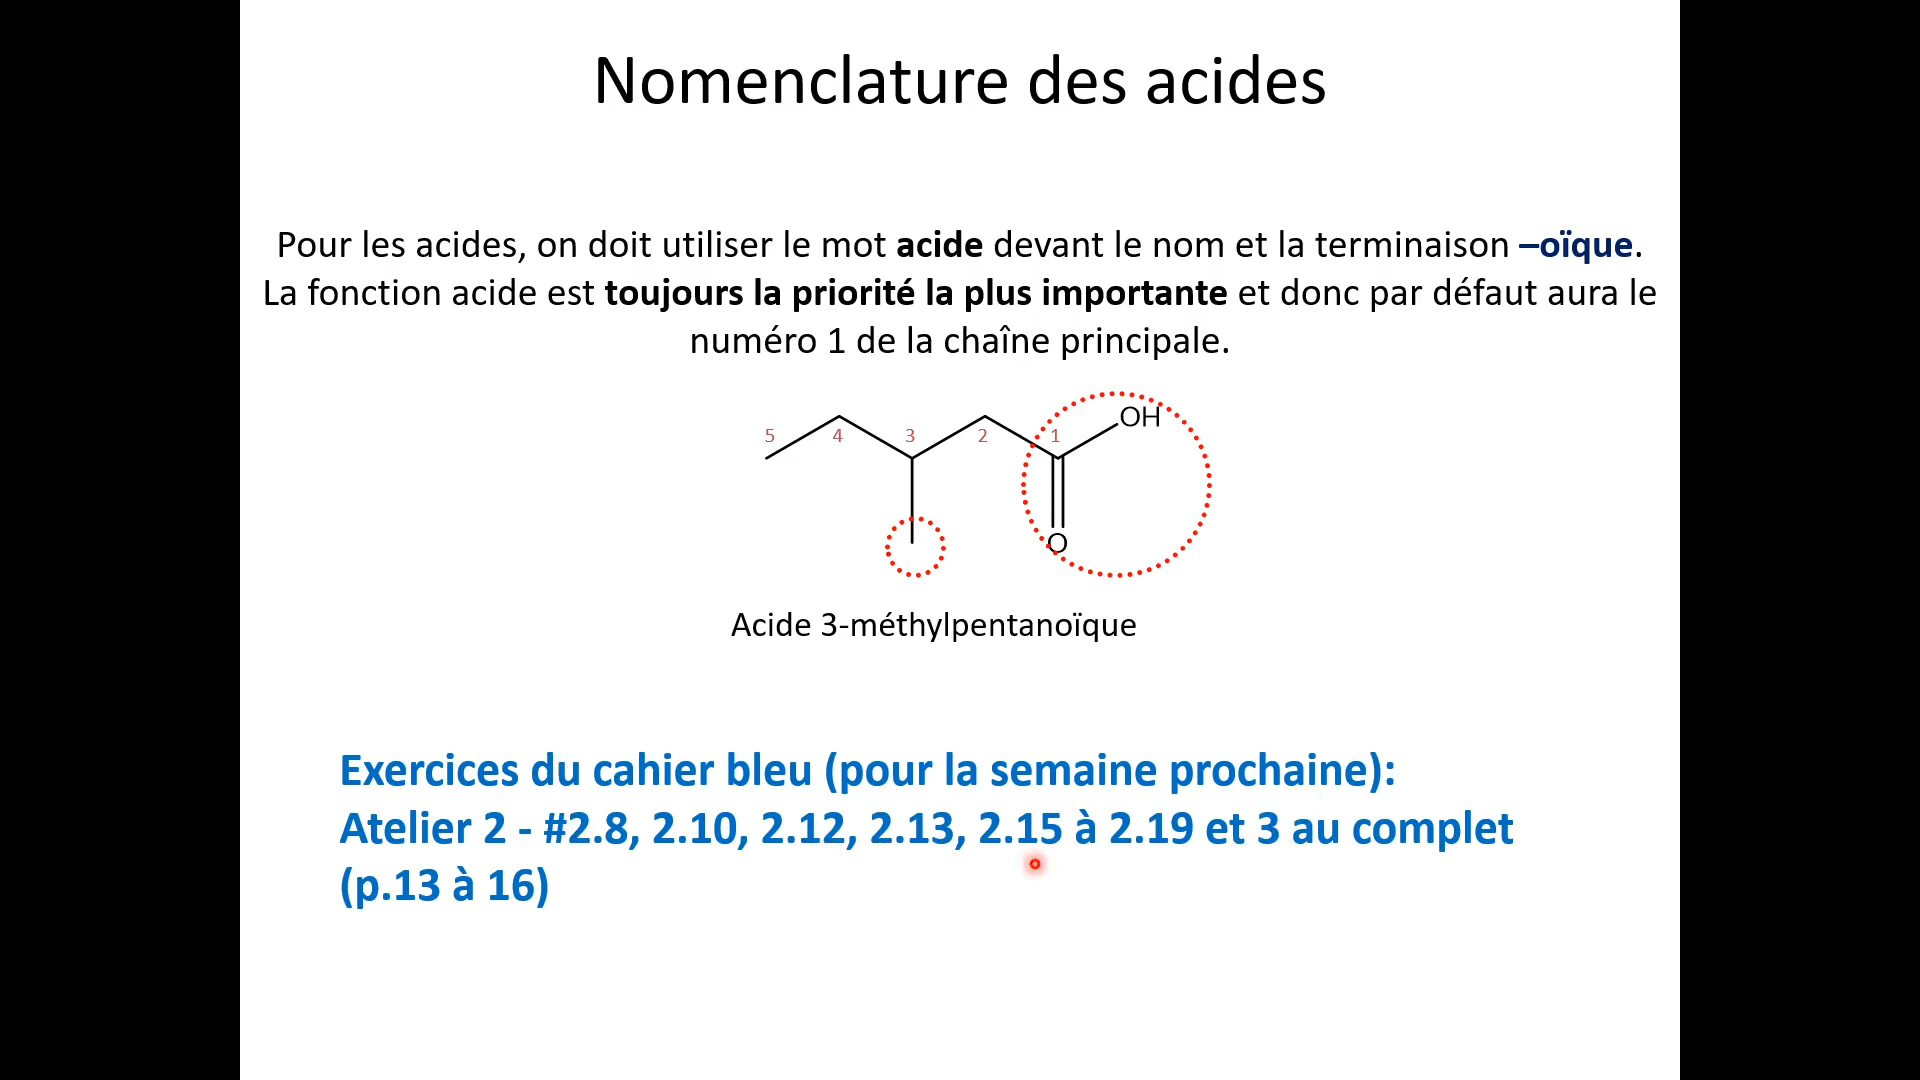 Nomenclature des acides
Pour les acides, on doit utiliser le mot acide devant le nom et la terminaison –oïque.
La fonction acide est toujours la priorité la plus importante et donc par défaut aura le
numéro 1 de la chaîne principale.
OH
5 4 3 2 1
O
Acide 3-méthylpentanoïque
Exercices du cahier bleu (pour la semaine prochaine):
Atelier 2 - #2.8, 2.10, 2.12, 2.13, 2.15 à 2.19 et 3 au complet
(p.13 à 16)